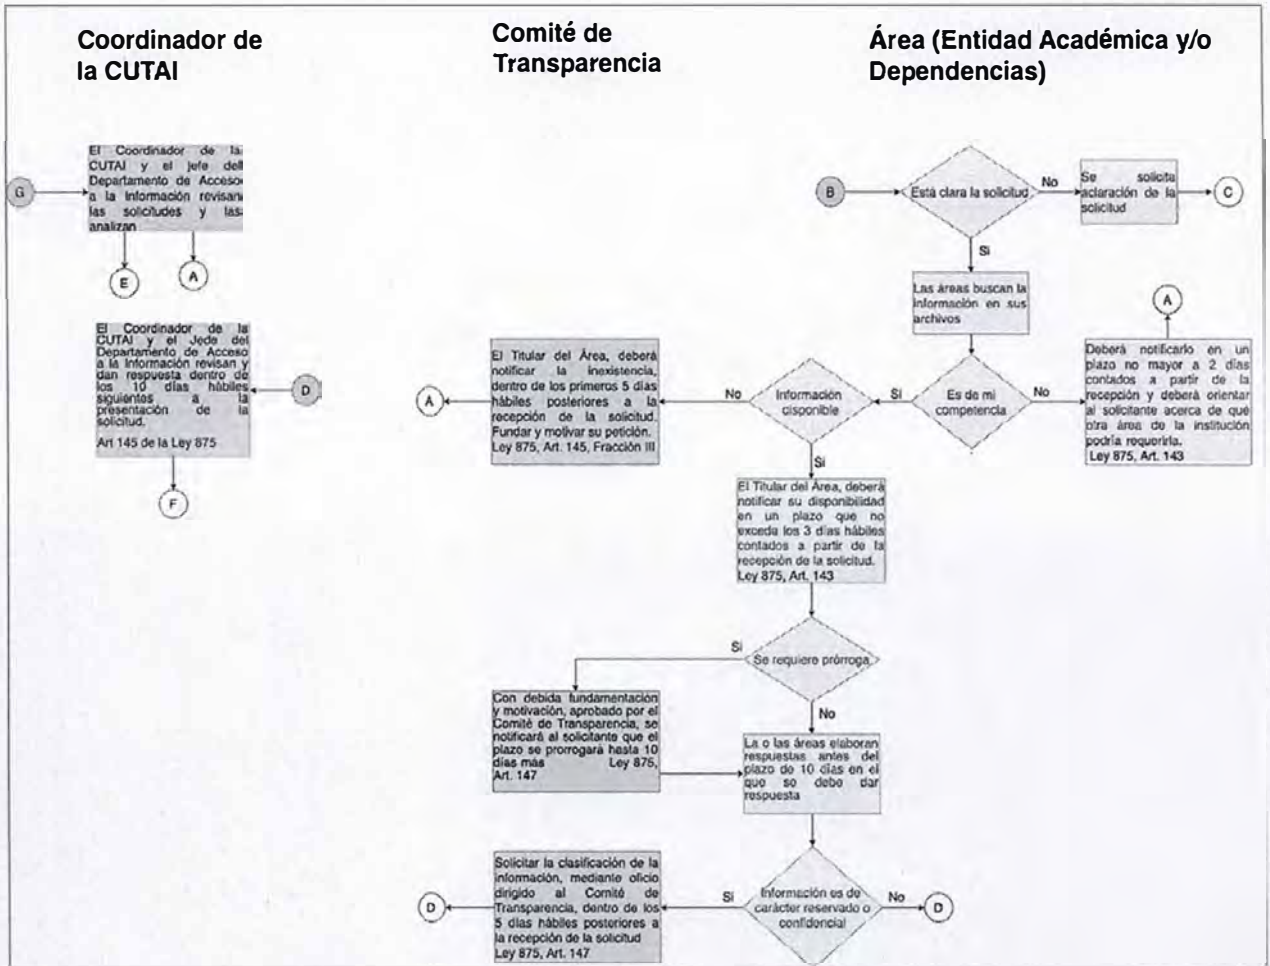 Coordinador de
la CUTAI
Comité de
Transparencia
Área (Entidad Académica y/o
Dependencias)
G
El Coordinador de la
CUTAI y el jefe del
Departamento de Acceso
a la Información revisan
las solicitudes y las
analizan
E
A
El Coordinador de la
CUTAI y el Jede del
Departamento de Acceso
a la Información revisan y
dan respuesta dentro de
los 10 días hábiles
siguientes a la
presentación de la
solicitud.
Art 145 de la Ley 875
D
F
B
Está clara la solicitud
No
Se solicita
aclaración de la
solicitud
C
Si
Las áreas buscan la
información en sus
archivos
Es de mi
competencia
No
Deberá notificarlo en un
plazo no mayor a 2 días
contados a partir de la
recepción y deberá orientar
al solicitante acerca de qué
otra área de la institución
podría requerirla.
Ley 875, Art. 143
A
Si
Información
disponible
No
El Titular del Área, deberá
notificar la inexistencia,
dentro de los primeros 5 días
hábiles posteriores a la
recepción de la solicitud.
Fundar y motivar su petición.
Ley 875, Art. 145, Fracción III
A
Si
El Titular del Área, deberá
notificar su disponibilidad
en un plazo que no
exceda los 3 días hábiles
contados a partir de la
recepción de la solicitud.
Ley 875, Art. 143
Se requiere prórroga
Si
Con debida fundamentación
y motivación, aprobado por el
Comité de Transparencia, se
notificará al solicitante que el
plazo se prorrogará hasta 10
días más Ley 875,
Art. 147
No
La o las áreas elaboran
respuestas antes del
plazo de 10 días en el
que se debe dar
respuesta
Información es de
carácter reservado o
confidencial
Si
Solicitar la clasificación de la
información, mediante oficio
dirigido al Comité de
Transparencia, dentro de los
5 días hábiles posteriores a
la recepción de la solicitud
Ley 875, Art. 147
D
No
D